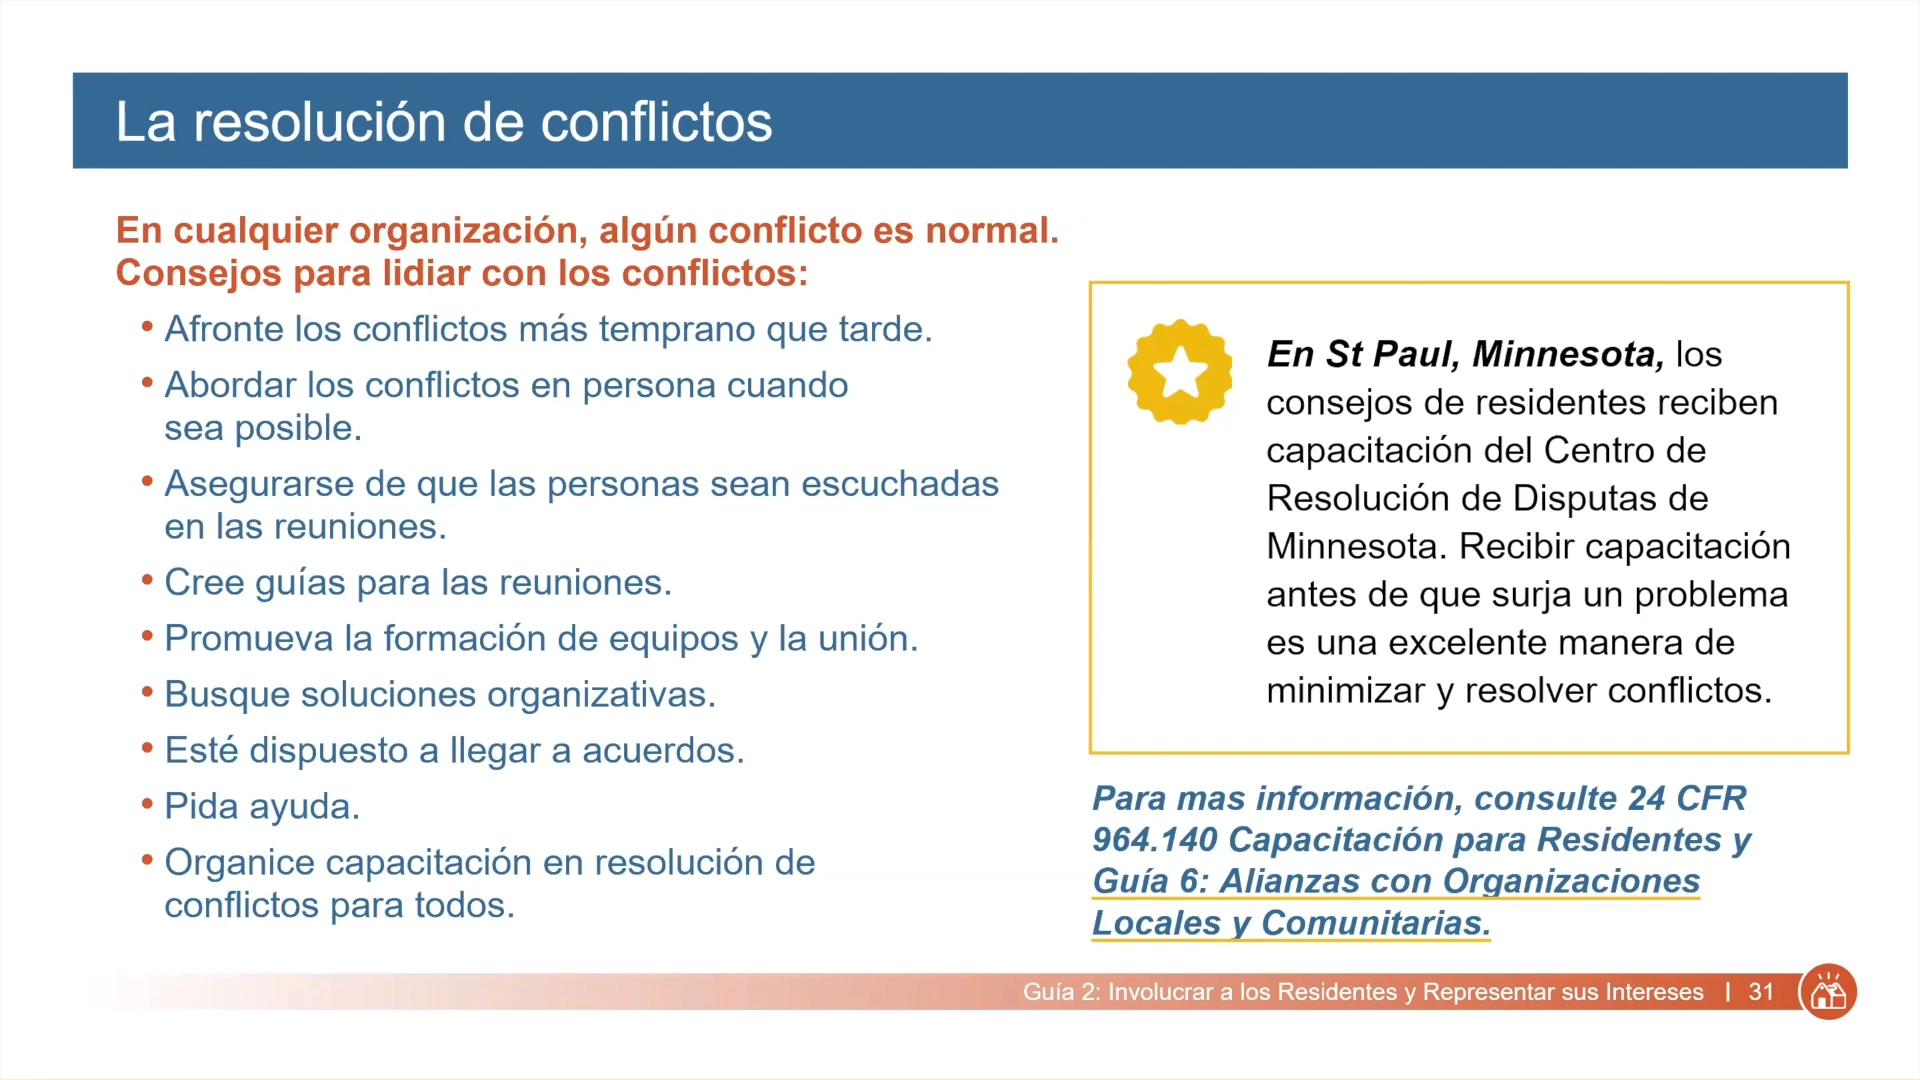 La resolución de conflictos
En cualquier organización, algún conflicto es normal.
Consejos para lidiar con los conflictos:
• Afronte los conflictos más temprano que tarde.
• Abordar los conflictos en persona cuando
sea posible.
• Asegurarse de que las personas sean escuchadas
en las reuniones.
• Cree guías para las reuniones.
• Promueva la formación de equipos y la unión.
• Busque soluciones organizativas.
• Esté dispuesto a llegar a acuerdos.
• Pida ayuda.
• Organice capacitación en resolución de
conflictos para todos.
En St Paul, Minnesota, los
consejos de residentes reciben
capacitación del Centro de
Resolución de Disputas de
Minnesota. Recibir capacitación
antes de que surja un problema
es una excelente manera de
minimizar y resolver conflictos.
Para mas información, consulte 24 CFR
964.140 Capacitación para Residentes y
Guía 6: Alianzas con Organizaciones
Locales y Comunitarias.
Guía 2: Involucrar a los Residentes y Representar sus Intereses | 31